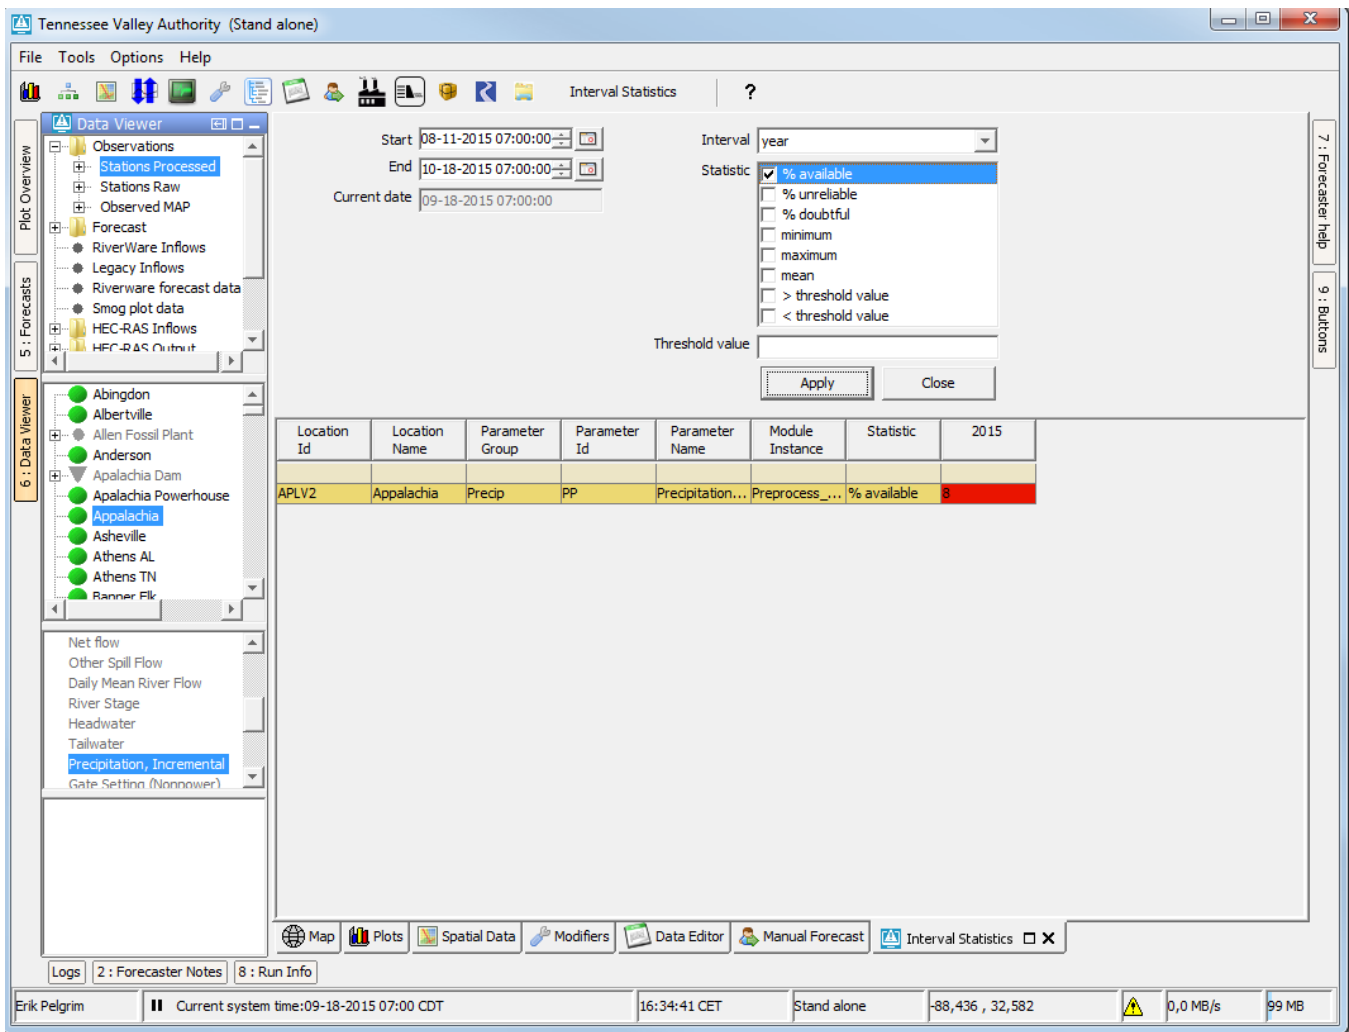 Tennessee Valley Authority (Stand alone)
File Tools Options Help
Interval Statistics ?
Plot Overview
5 : Forecasts
6 : Data Viewer
Data Viewer
Observations
Stations Processed
Stations Raw
Observed MAP
Forecast
RiverWare Inflows
Legacy Inflows
Riverware forecast data
Smog plot data
HEC-RAS Inflows
HEC-RAS Output
Abingdon
Albertville
Allen Fossil Plant
Anderson
Apalachia Dam
Apalachia Powerhouse
Appalachia
Asheville
Athens AL
Athens TN
Banner Elk
Net flow
Other Spill Flow
Daily Mean River Flow
River Stage
Headwater
Tailwater
Precipitation, Incremental
Gate Setting (Nonpower)
Start 08-11-2015 07:00:00
End 10-18-2015 07:00:00
Current date 09-18-2015 07:00:00
Interval year
Statistic % available
% unreliable
% doubtful
minimum
maximum
mean
> threshold value
< threshold value
Threshold value
Apply Close
Location Id Location Name Parameter Group Parameter Id Parameter Name Module Instance Statistic 2015
APLV2 Appalachia Precip PP Precipitation... Preprocess_... % available 8
7 : Forecaster help
9 : Buttons
Map Plots Spatial Data Modifiers Data Editor Manual Forecast Interval Statistics
Logs 2 : Forecaster Notes 8 : Run Info
Erik Pelgrim Current system time:09-18-2015 07:00 CDT 16:34:41 CET Stand alone -88,436 , 32,582 0,0 MB/s 99 MB